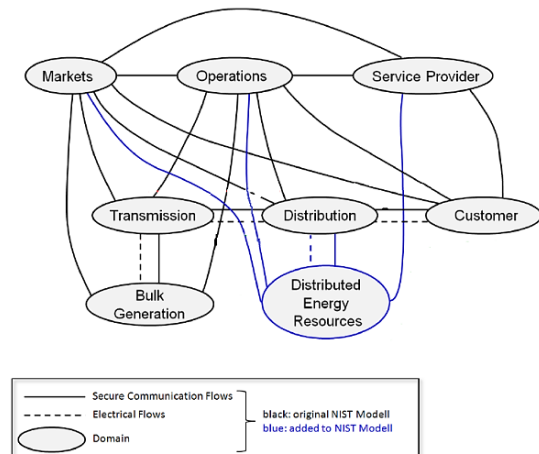 Markets
Operations
Service Provider
Transmission
Distribution
Customer
Bulk
Generation
Distributed
Energy
Resources
Secure Communication Flows
Electrical Flows
Domain
black: original NIST Modell
blue: added to NIST Modell